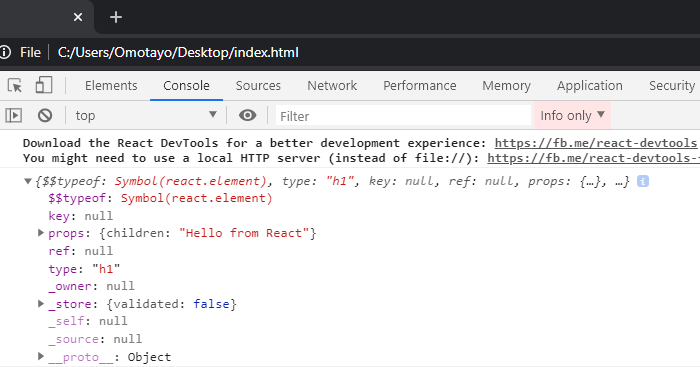 File C:/Users/Omotayo/Desktop/index.html
Elements Console Sources Network Performance Memory Application Security
top Filter Info only
Download the React DevTools for a better development experience: https://fb.me/react-devtools
You might need to use a local HTTP server (instead of file://): https://fb.me/react-devtools-
{$$typeof: Symbol(react.element), type: "h1", key: null, ref: null, props: {…}, …}
$$typeof: Symbol(react.element)
key: null
props: {children: "Hello from React"}
ref: null
type: "h1"
_owner: null
_store: {validated: false}
_self: null
_source: null
__proto__: Object